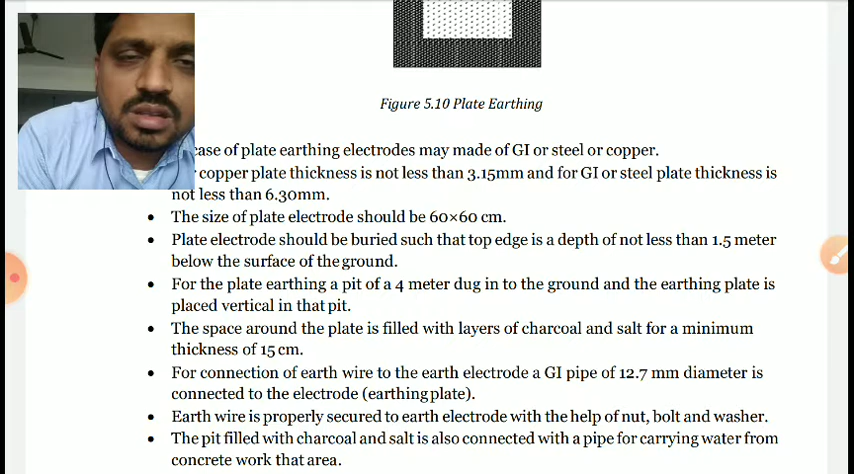 Figure 5.10 Plate Earthing
case of plate earthing electrodes may made of GI or steel or copper.
copper plate thickness is not less than 3.15mm and for GI or steel plate thickness is
not less than 6.30mm.
• The size of plate electrode should be 60×60 cm.
• Plate electrode should be buried such that top edge is a depth of not less than 1.5 meter
below the surface of the ground.
• For the plate earthing a pit of a 4 meter dug in to the ground and the earthing plate is
placed vertical in that pit.
• The space around the plate is filled with layers of charcoal and salt for a minimum
thickness of 15 cm.
• For connection of earth wire to the earth electrode a GI pipe of 12.7 mm diameter is
connected to the electrode (earthing plate).
• Earth wire is properly secured to earth electrode with the help of nut, bolt and washer.
• The pit filled with charcoal and salt is also connected with a pipe for carrying water from
concrete work that area.